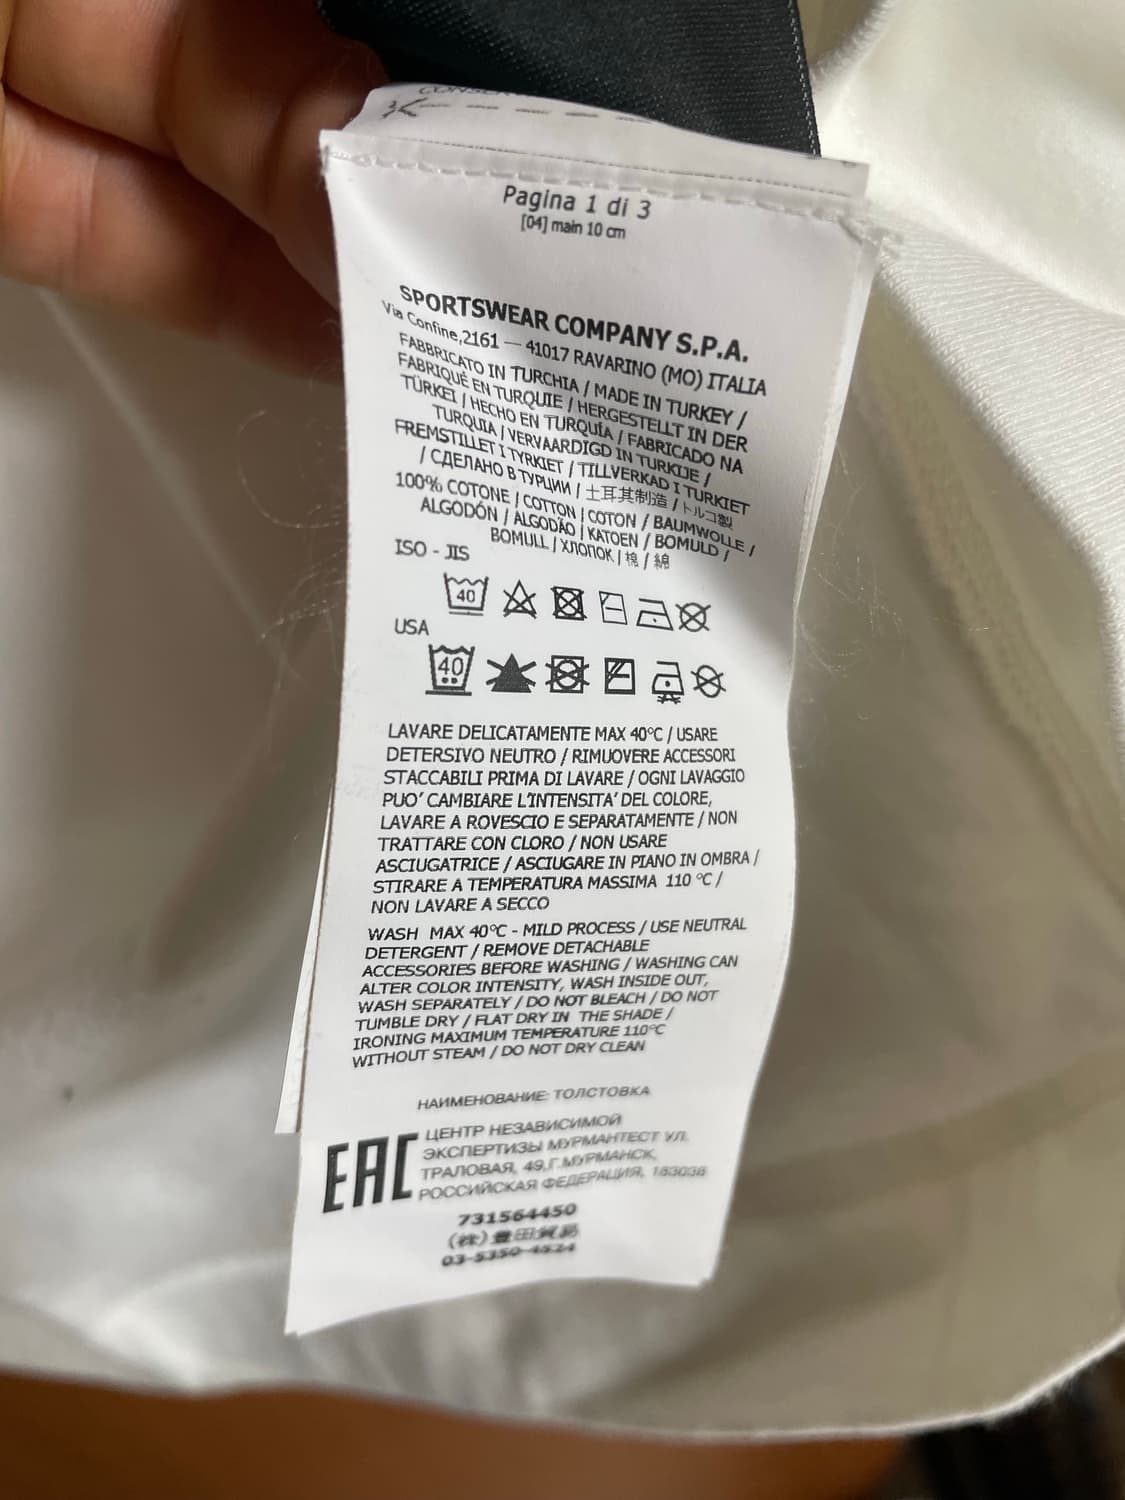 Pagina 1 di 3
[04] main 10 cm
SPORTSWEAR COMPANY S.P.A.
Via Confine,2161 — 41017 RAVARINO (MO) ITALIA
FABBRICATO IN TURCHIA / MADE IN TURKEY /
FABRIQUÉ EN TURQUIE / HERGESTELLT IN DER
TÜRKEI / HECHO EN TURQUÍA / FABRICADO NA
TURQUIA / VERVAARDIGD IN TURKIJE /
FREMSTILLET I TYRKIET / TILLVERKAD I TURKIET
/ СДЕЛАНО В ТУРЦИИ / 土耳其制造 / トルコ製
100% COTONE / COTTON / COTON / BAUMWOLLE /
ALGODÓN / ALGODÃO / KATOEN / BOMULD /
BOMULL / ХЛОПОК / 棉 / 綿
ISO - JIS
40
USA
40
LAVARE DELICATAMENTE MAX 40°C / USARE
DETERSIVO NEUTRO / RIMUOVERE ACCESSORI
STACCABILI PRIMA DI LAVARE / OGNI LAVAGGIO
PUO' CAMBIARE L'INTENSITA' DEL COLORE,
LAVARE A ROVESCIO E SEPARATAMENTE / NON
TRATTARE CON CLORO / NON USARE
ASCIUGATRICE / ASCIUGARE IN PIANO IN OMBRA /
STIRARE A TEMPERATURA MASSIMA 110 °C /
NON LAVARE A SECCO
WASH MAX 40°C - MILD PROCESS / USE NEUTRAL
DETERGENT / REMOVE DETACHABLE
ACCESSORIES BEFORE WASHING / WASHING CAN
ALTER COLOR INTENSITY, WASH INSIDE OUT,
WASH SEPARATELY / DO NOT BLEACH / DO NOT
TUMBLE DRY / FLAT DRY IN THE SHADE /
IRONING MAXIMUM TEMPERATURE 110°C
WITHOUT STEAM / DO NOT DRY CLEAN
НАИМЕНОВАНИЕ: ТОЛСТОВКА
EAC
ЦЕНТР НЕЗАВИСИМОЙ
ЭКСПЕРТИЗЫ МУРМАНТЕСТ УЛ.
ТРАЛОВАЯ, 49,Г.МУРМАНСК,
РОССИЙСКАЯ ФЕДЕРАЦИЯ, 183038
731564450
(株) 豊田貿易
03-5350-4524